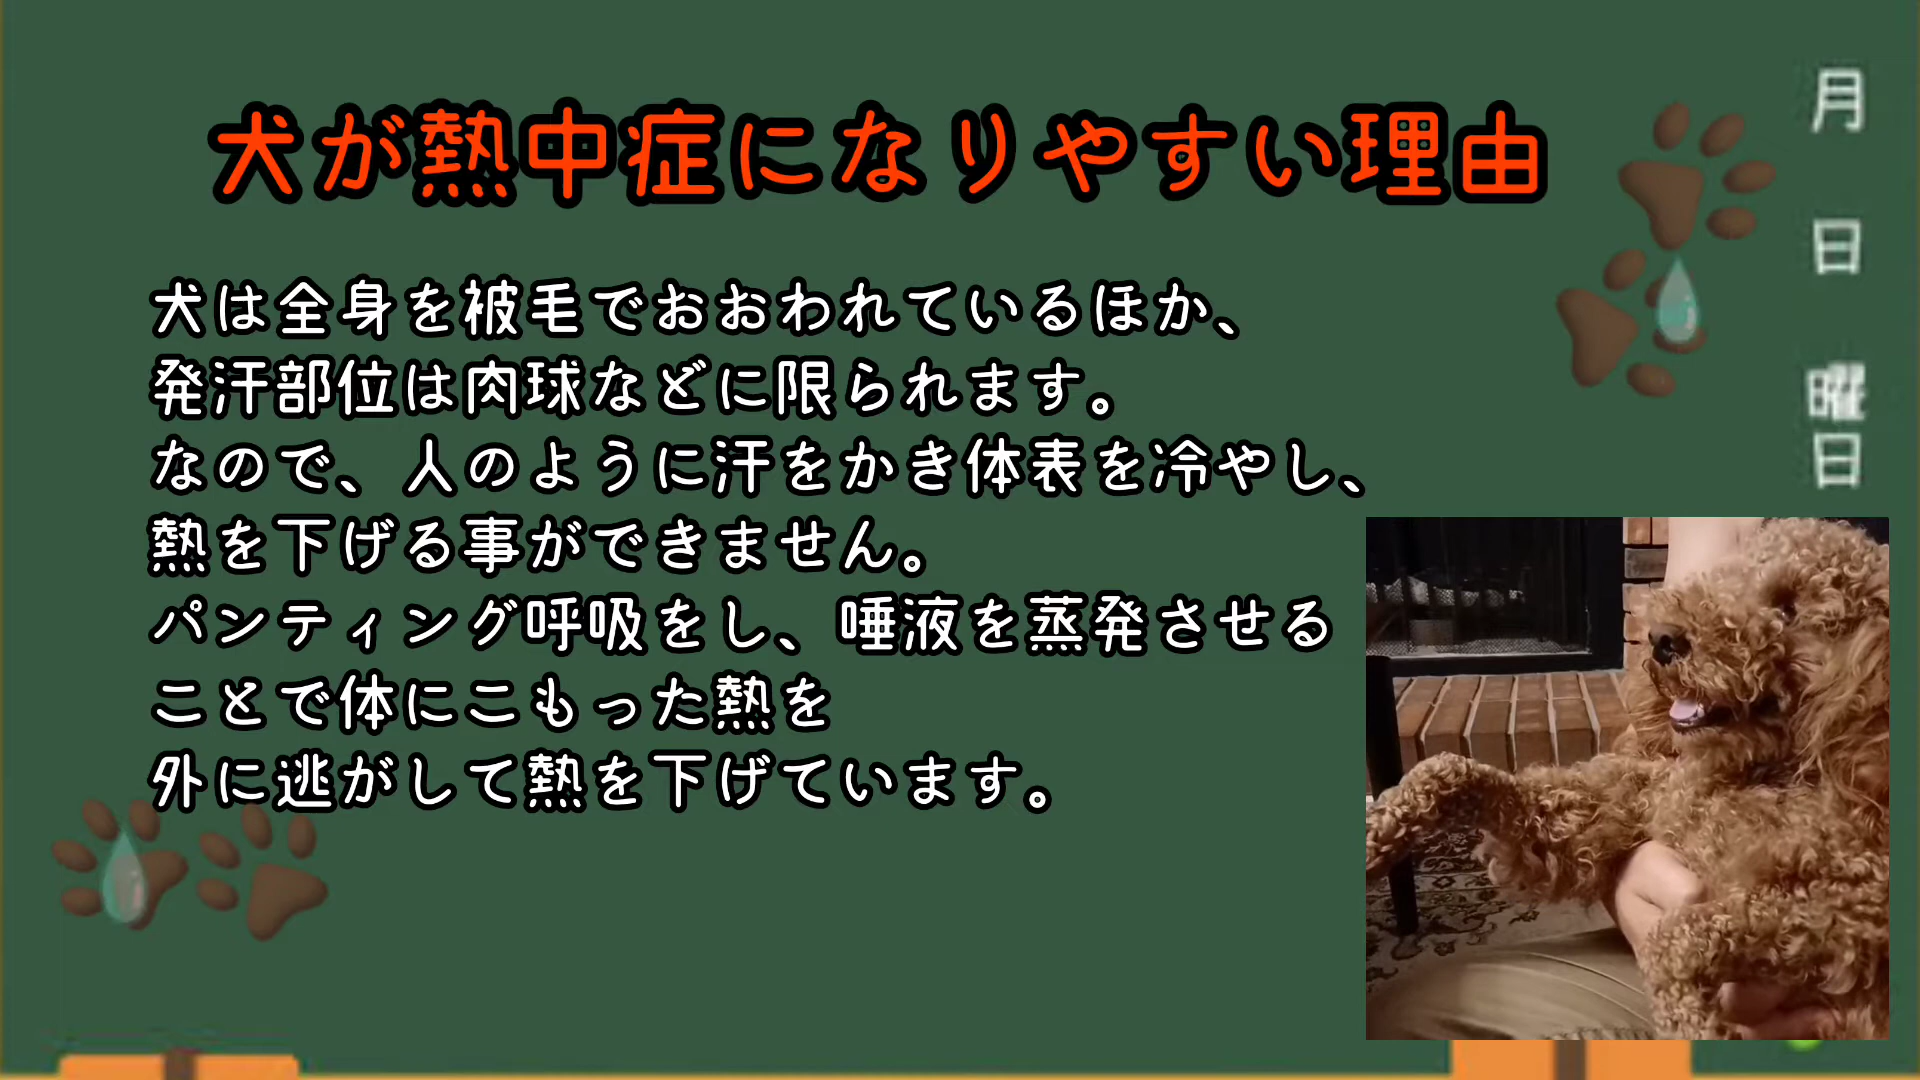 犬が熱中症になりやすい理由
犬は全身を被毛でおおわれているほか、
発汗部位は肉球などに限られます。
なので、人のように汗をかき体表を冷やし、
熱を下げる事ができません。
パンティング呼吸をし、唾液を蒸発させる
ことで体にこもった熱を
外に逃がして熱を下げています。
月 日 曜日